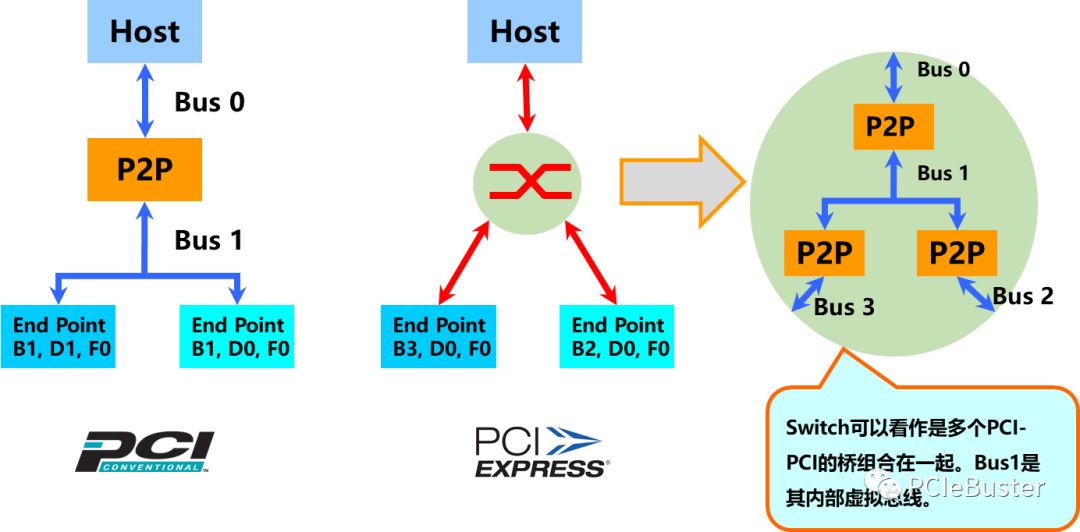 Host
Bus 0
P2P
Bus 1
End Point
B1, D1, F0
End Point
B1, D0, F0
PCI
CONVENTIONAL™
Host
End Point
B3, D0, F0
End Point
B2, D0, F0
PCI
EXPRESS®
Bus 0
P2P
Bus 1
P2P
P2P
Bus 3
Bus 2
Switch可以看作是多个PCI-
PCI的桥组合在一起。Bus1是
其内部虚拟总线。
PCIeBuster